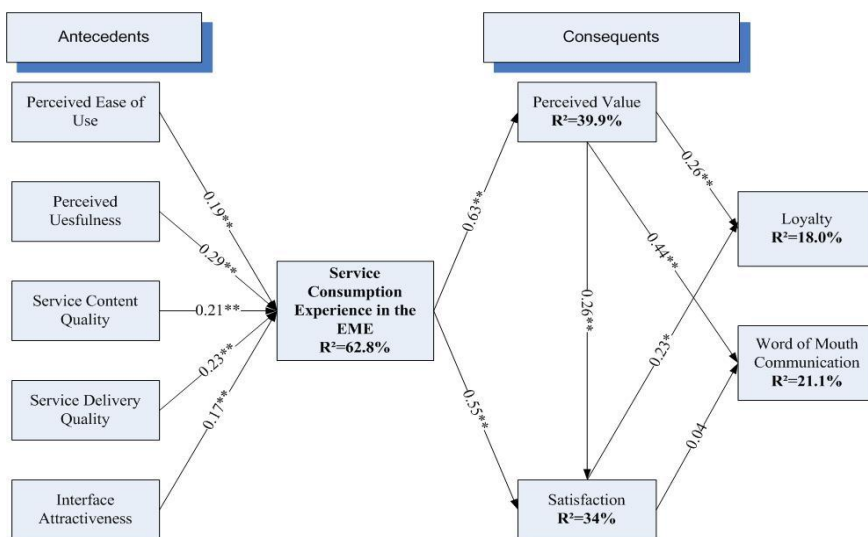 Antecedents
Consequents
Perceived Ease of
Use
Perceived
Uesfulness
Service Content
Quality
Service Delivery
Quality
Interface
Attractiveness
0.19**
0.29**
0.21**
0.23**
0.17**
Service
Consumption
Experience in the
EME
R²=62.8%
0.63**
0.55**
Perceived Value
R²=39.9%
0.26**
0.44**
0.26**
0.23*
0.04
Satisfaction
R²=34%
Loyalty
R²=18.0%
Word of Mouth
Communication
R²=21.1%